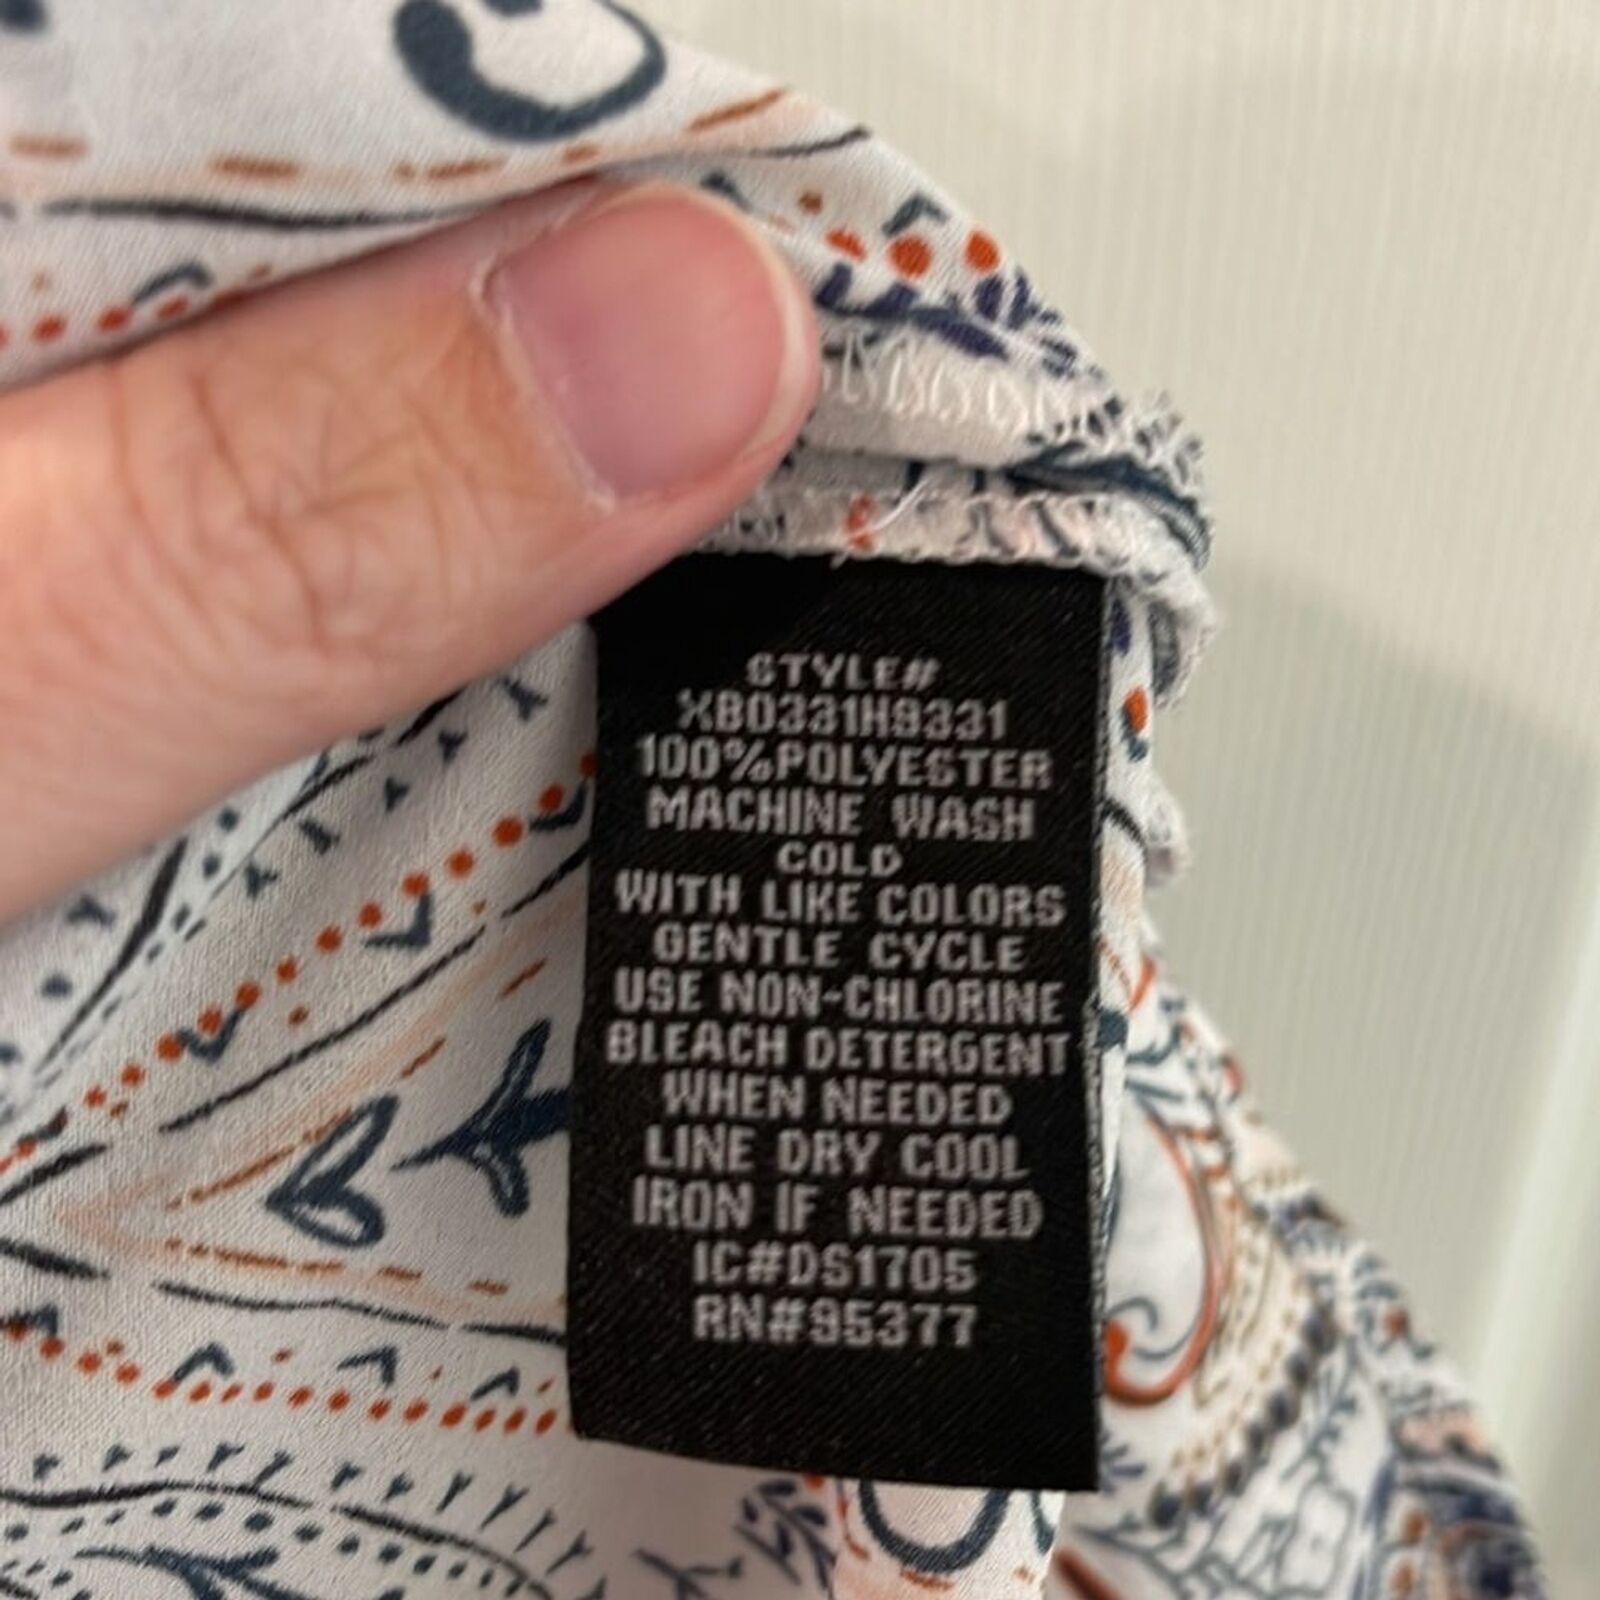 STYLE#
XB0331H9331
100%POLYESTER
MACHINE WASH
COLD
WITH LIKE COLORS
GENTLE CYCLE
USE NON-CHLORINE
BLEACH DETERGENT
WHEN NEEDED
LINE DRY COOL
IRON IF NEEDED
IC#DS1705
RN#95377